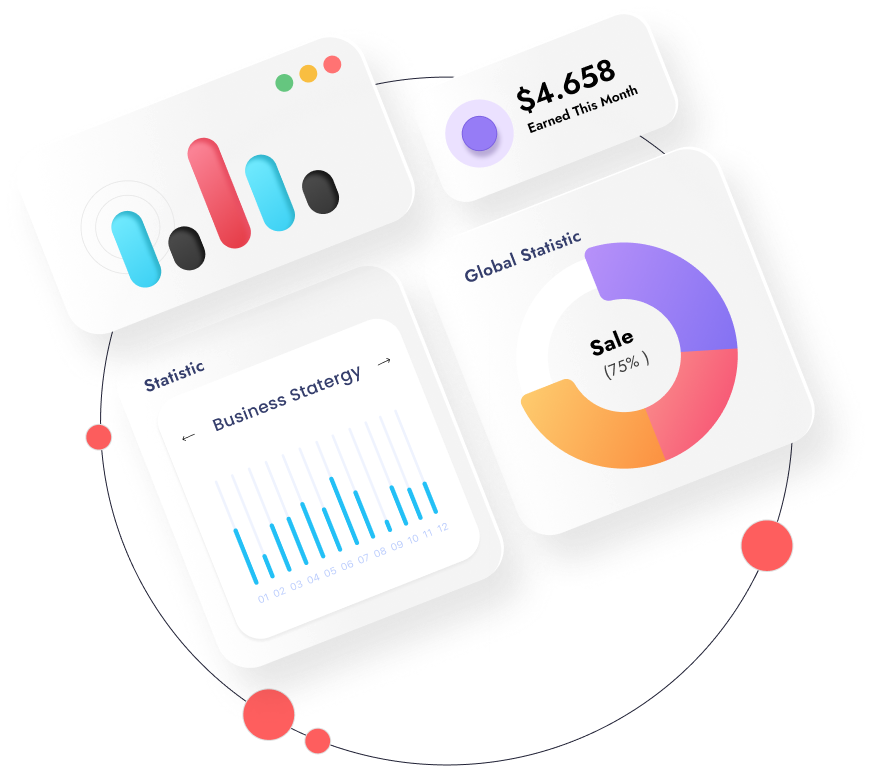 $4.658
Earned This Month
Global Statistic
Sale
(75% )
Statistic
← Business Statergy →
01 02 03 04 05 06 07 08 09 10 11 12